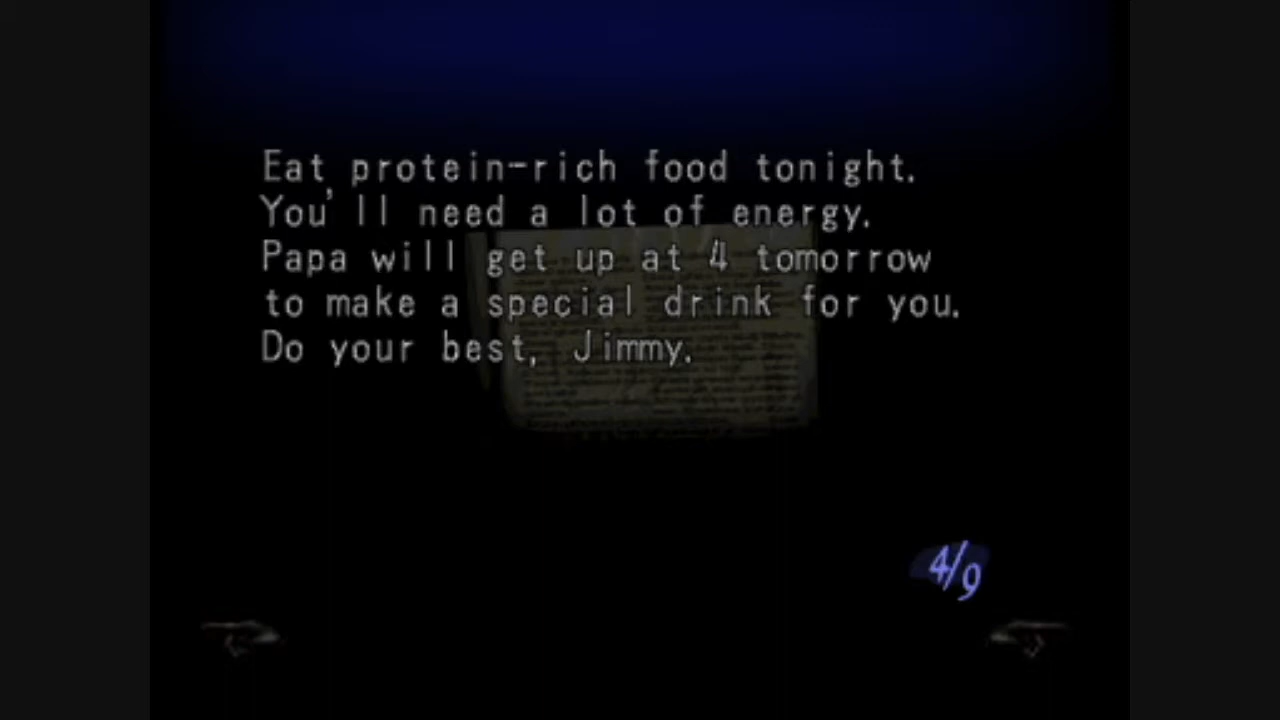 Eat protein-rich food tonight.
You'll need a lot of energy.
Papa will get up at 4 tomorrow
to make a special drink for you.
Do your best, Jimmy.
4/9